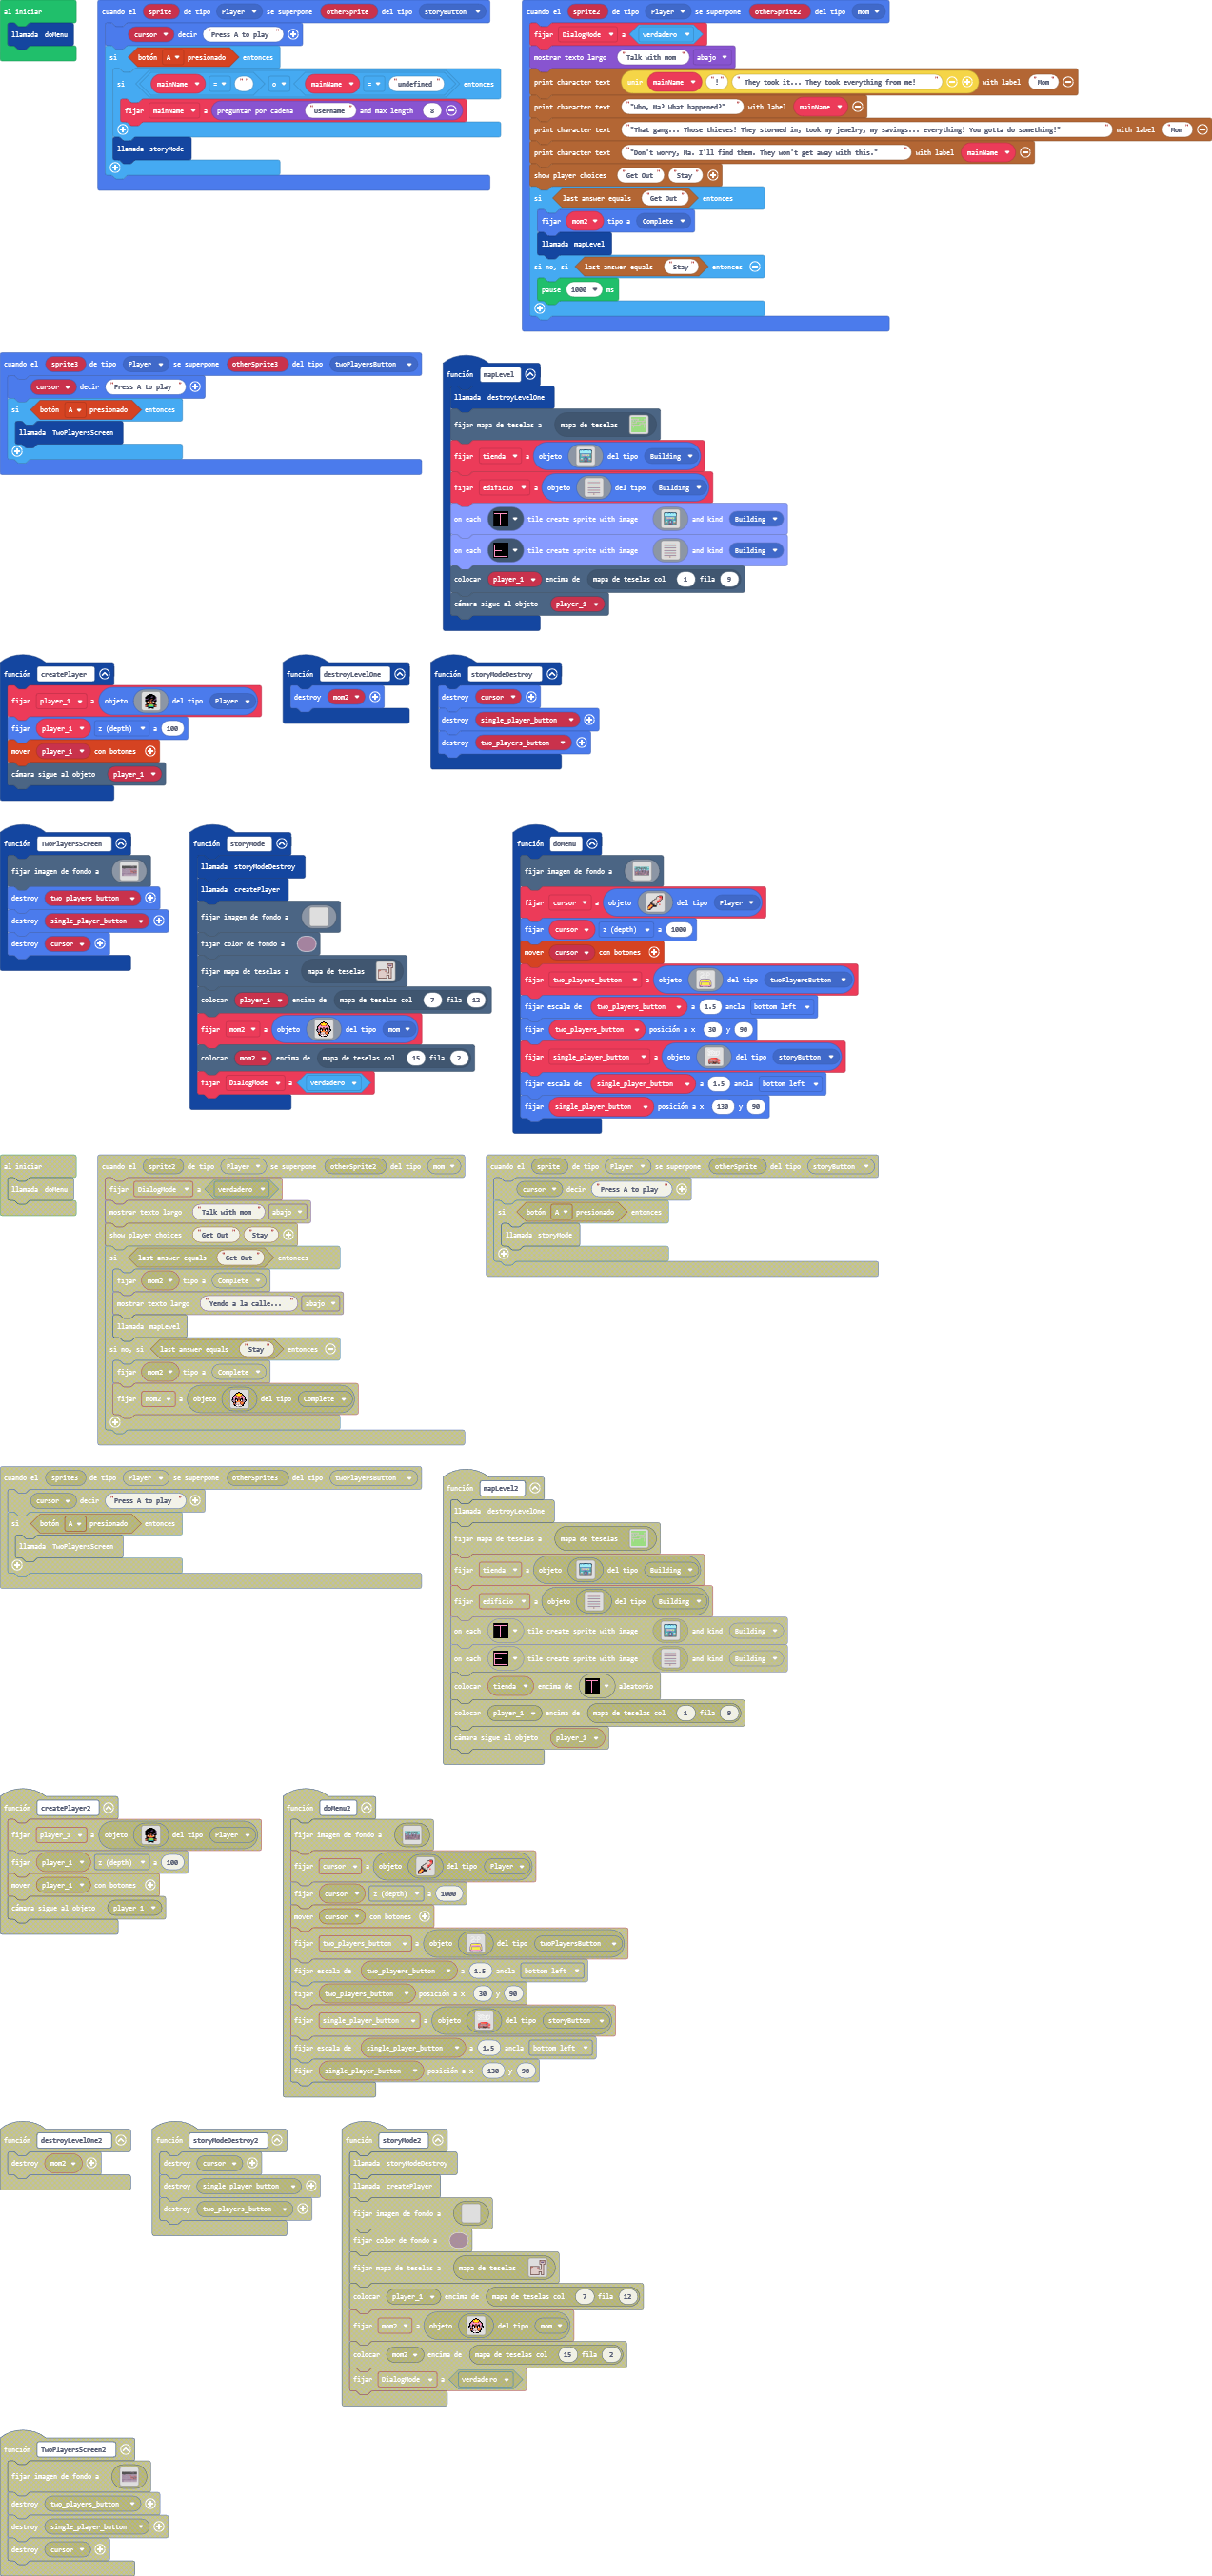 al iniciar
llamada doMenu
cuando el sprite de tipo Player se superpone otherSprite del tipo storyButton
cursor decir "Press A to play"
si botón A presionado entonces
si mainName = "" o mainName = "undefined" entonces
fijar mainName a preguntar por cadena "Username" and max length 8
llamada storyMode
cuando el sprite2 de tipo Player se superpone otherSprite2 del tipo mom
fijar DialogMode a verdadero
mostrar texto largo "Talk with mom" abajo
print character text unir mainName "!" " They took it... They took everything from me! " with label "Mom"
print character text ""Who, Ma? What happened?"" with label mainName
print character text ""That gang... Those thieves! They stormed in, took my jewelry, my savings... everything! You gotta do something!" " with label "Mom"
print character text ""Don't worry, Ma. I'll find them. They won't get away with this." " with label mainName
show player choices "Get Out" "Stay"
si last answer equals "Get Out" entonces
fijar mom2 tipo a Complete
llamada mapLevel
si no, si last answer equals "Stay" entonces
pause 1000 ms
cuando el sprite3 de tipo Player se superpone otherSprite3 del tipo twoPlayersButton
cursor decir "Press A to play"
si botón A presionado entonces
llamada TwoPlayersScreen
función mapLevel
llamada destroyLevelOne
fijar mapa de teselas a mapa de teselas
fijar tienda a objeto del tipo Building
fijar edificio a objeto del tipo Building
on each T tile create sprite with image and kind Building
on each E tile create sprite with image and kind Building
colocar player_1 encima de mapa de teselas col 1 fila 9
cámara sigue al objeto player_1
función createPlayer
fijar player_1 a objeto del tipo Player
fijar player_1 z (depth) a 100
mover player_1 con botones
cámara sigue al objeto player_1
función destroyLevelOne
destroy mom2
función storyModeDestroy
destroy cursor
destroy single_player_button
destroy two_players_button
función TwoPlayersScreen
fijar imagen de fondo a
destroy two_players_button
destroy single_player_button
destroy cursor
función storyMode
llamada storyModeDestroy
llamada createPlayer
fijar imagen de fondo a
fijar color de fondo a
fijar mapa de teselas a mapa de teselas
colocar player_1 encima de mapa de teselas col 7 fila 12
fijar mom2 a objeto del tipo mom
colocar mom2 encima de mapa de teselas col 15 fila 2
fijar DialogMode a verdadero
función doMenu
fijar imagen de fondo a
fijar cursor a objeto del tipo Player
fijar cursor z (depth) a 1000
mover cursor con botones
fijar two_players_button a objeto del tipo twoPlayersButton
fijar escala de two_players_button a 1.5 ancla bottom left
fijar two_players_button posición a x 30 y 90
fijar single_player_button a objeto del tipo storyButton
fijar escala de single_player_button a 1.5 ancla bottom left
fijar single_player_button posición a x 130 y 90
al iniciar
llamada doMenu
cuando el sprite2 de tipo Player se superpone otherSprite2 del tipo mom
fijar DialogMode a verdadero
mostrar texto largo "Talk with mom" abajo
show player choices "Get Out" "Stay"
si last answer equals "Get Out" entonces
fijar mom2 tipo a Complete
mostrar texto largo "Yendo a la calle..." abajo
llamada mapLevel
si no, si last answer equals "Stay" entonces
fijar mom2 tipo a Complete
fijar mom2 a objeto del tipo Complete
cuando el sprite de tipo Player se superpone otherSprite del tipo storyButton
cursor decir "Press A to play"
si botón A presionado entonces
llamada storyMode
cuando el sprite3 de tipo Player se superpone otherSprite3 del tipo twoPlayersButton
cursor decir "Press A to play"
si botón A presionado entonces
llamada TwoPlayersScreen
función mapLevel2
llamada destroyLevelOne
fijar mapa de teselas a mapa de teselas
fijar tienda a objeto del tipo Building
fijar edificio a objeto del tipo Building
on each T tile create sprite with image and kind Building
on each E tile create sprite with image and kind Building
colocar tienda encima de T aleatorio
colocar player_1 encima de mapa de teselas col 1 fila 9
cámara sigue al objeto player_1
función createPlayer2
fijar player_1 a objeto del tipo Player
fijar player_1 z (depth) a 100
mover player_1 con botones
cámara sigue al objeto player_1
función doMenu2
fijar imagen de fondo a
fijar cursor a objeto del tipo Player
fijar cursor z (depth) a 1000
mover cursor con botones
fijar two_players_button a objeto del tipo twoPlayersButton
fijar escala de two_players_button a 1.5 ancla bottom left
fijar two_players_button posición a x 30 y 90
fijar single_player_button a objeto del tipo storyButton
fijar escala de single_player_button a 1.5 ancla bottom left
fijar single_player_button posición a x 130 y 90
función destroyLevelOne2
destroy mom2
función storyModeDestroy2
destroy cursor
destroy single_player_button
destroy two_players_button
función storyMode2
llamada storyModeDestroy
llamada createPlayer
fijar imagen de fondo a
fijar color de fondo a
fijar mapa de teselas a mapa de teselas
colocar player_1 encima de mapa de teselas col 7 fila 12
fijar mom2 a objeto del tipo mom
colocar mom2 encima de mapa de teselas col 15 fila 2
fijar DialogMode a verdadero
función TwoPlayersScreen2
fijar imagen de fondo a
destroy two_players_button
destroy single_player_button
destroy cursor